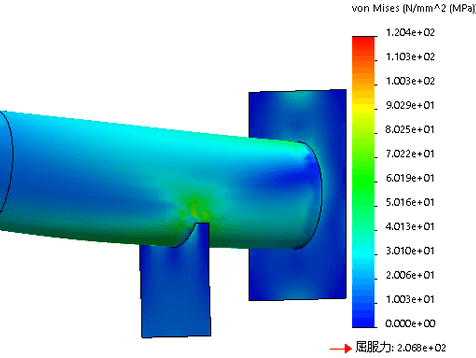 von Mises (N/mm^2 (MPa)
1.204e+02
1.103e+02
1.003e+02
9.029e+01
8.025e+01
7.022e+01
6.019e+01
5.016e+01
4.013e+01
3.010e+01
2.006e+01
1.003e+01
0.000e+00
屈服力: 2.068e+02